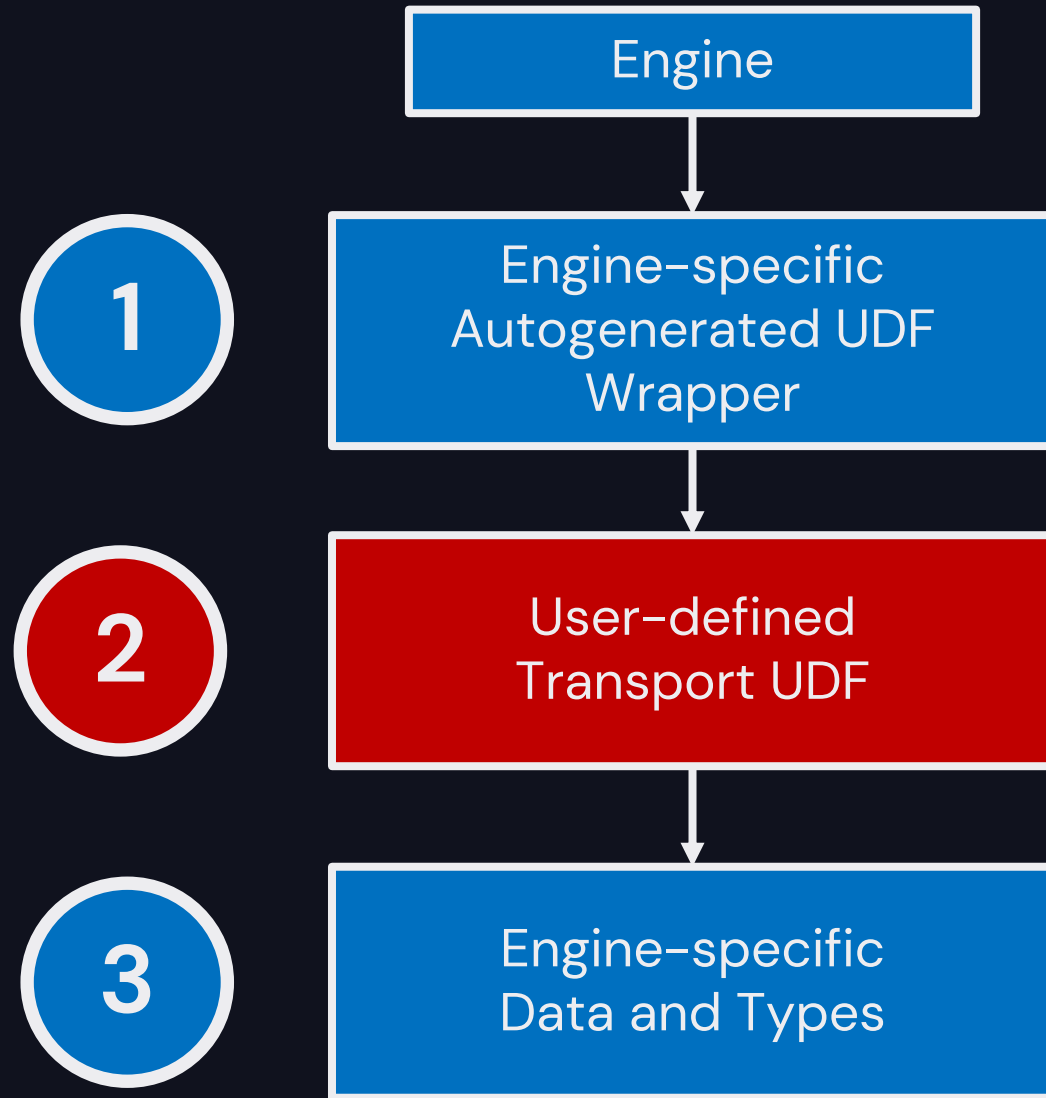 Engine
1
Engine-specific
Autogenerated UDF
Wrapper
2
User-defined
Transport UDF
3
Engine-specific
Data and Types